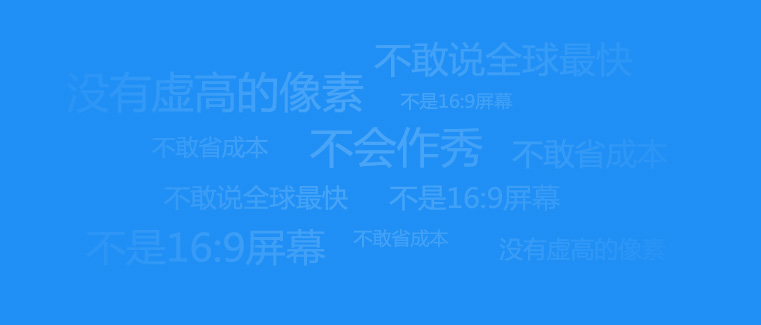 不敢说全球最快
没有虚高的像素
不是16:9屏幕
不敢省成本
不会作秀
不敢省成本
不敢说全球最快
不是16:9屏幕
不是16:9屏幕
不敢省成本
没有虚高的像素